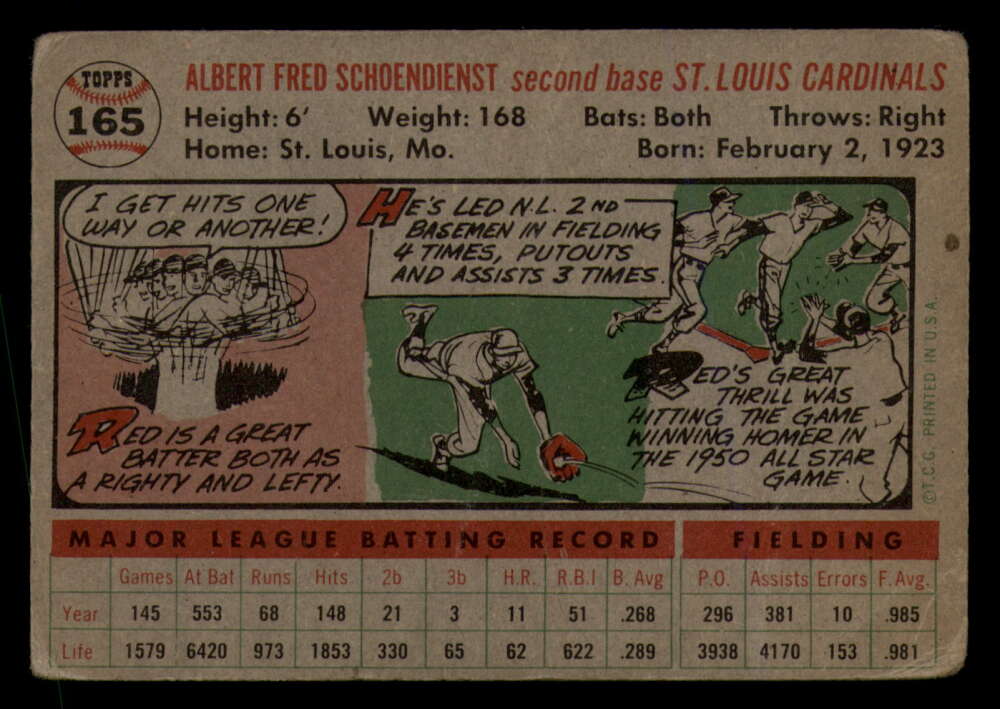 TOPPS
165
ALBERT FRED SCHOENDIENST second base ST. LOUIS CARDINALS
Height: 6' Weight: 168 Bats: Both Throws: Right
Home: St. Louis, Mo. Born: February 2, 1923
I GET HITS ONE
WAY OR ANOTHER!
RED IS A GREAT
BATTER BOTH AS
A RIGHTY AND LEFTY.
HE'S LED N.L. 2ND
BASEMEN IN FIELDING
4 TIMES, PUTOUTS
AND ASSISTS 3 TIMES.
RED'S GREAT
THRILL WAS
HITTING THE GAME
WINNING HOMER IN
THE 1950 ALL STAR
GAME.
© T.C.G. PRINTED IN U.S.A.
MAJOR LEAGUE BATTING RECORD FIELDING
Games At Bat Runs Hits 2b 3b H.R. R.B.I B. Avg P.O. Assists Errors F. Avg.
Year 145 553 68 148 21 3 11 51 .268 296 381 10 .985
Life 1579 6420 973 1853 330 65 62 622 .289 3938 4170 153 .981